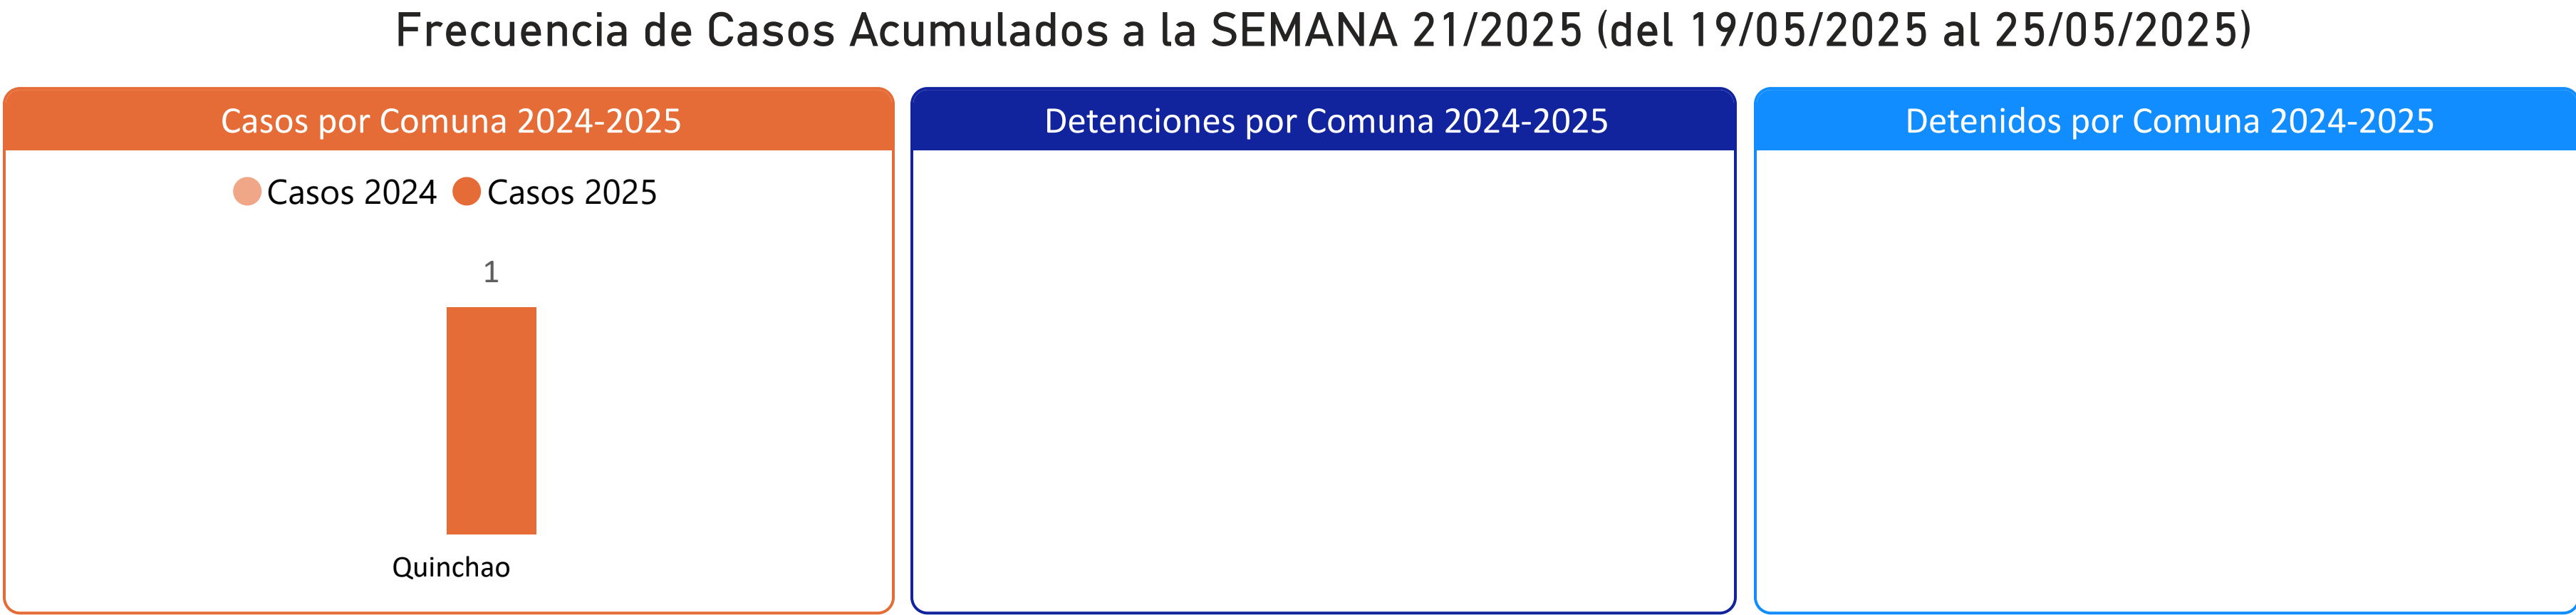 Frecuencia de Casos Acumulados a la SEMANA 21/2025 (del 19/05/2025 al 25/05/2025)
Casos por Comuna 2024-2025
Casos 2024 Casos 2025
1
Quinchao
Detenciones por Comuna 2024-2025
Detenidos por Comuna 2024-2025